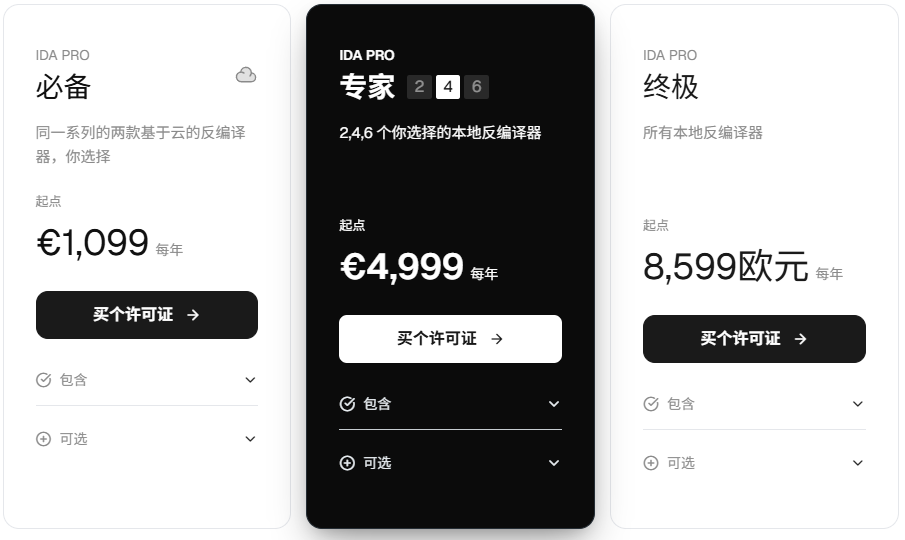 IDA PRO
必备
同一系列的两款基于云的反编译
器，你选择
起点
€1,099 每年
买个许可证 →
包含
可选
IDA PRO
专家 2 4 6
2,4,6 个你选择的本地反编译器
起点
€4,999 每年
买个许可证 →
包含
可选
IDA PRO
终极
所有本地反编译器
起点
8,599欧元 每年
买个许可证 →
包含
可选